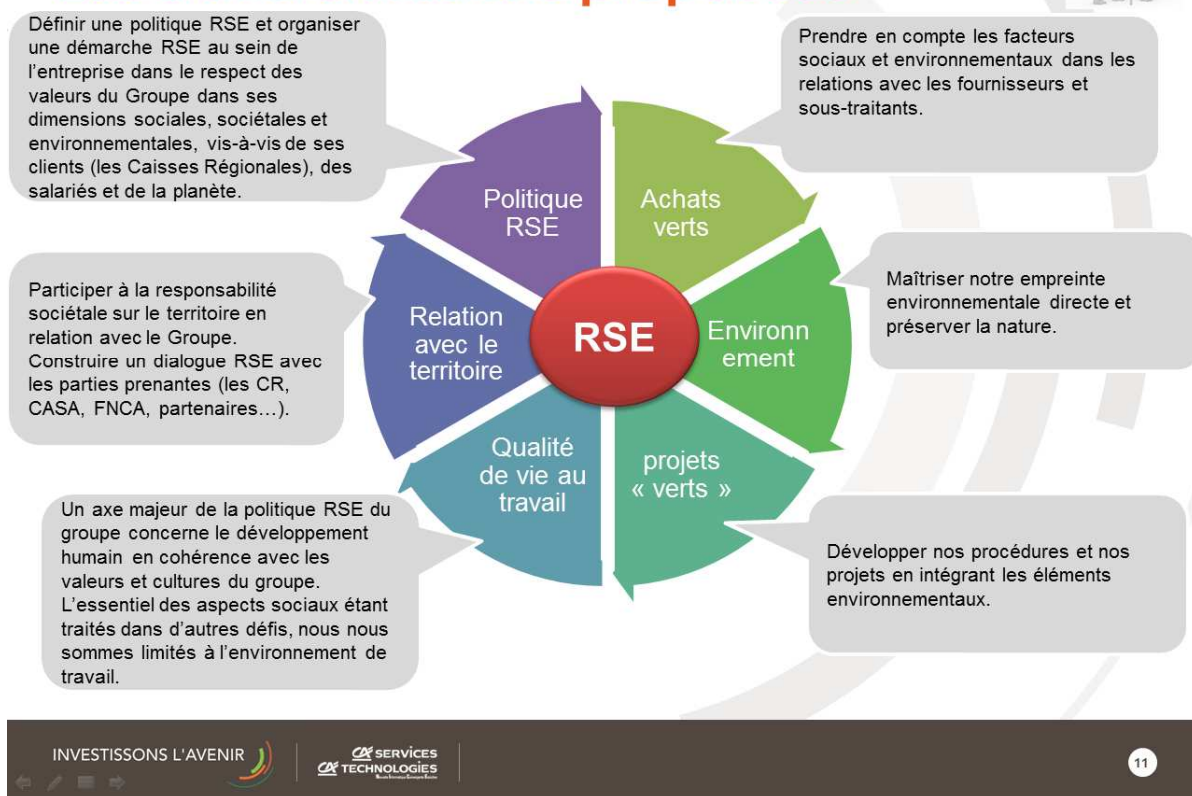 Définir une politique RSE et organiser
une démarche RSE au sein de
l'entreprise dans le respect des
valeurs du Groupe dans ses
dimensions sociales, sociétales et
environnementales, vis-à-vis de ses
clients (les Caisses Régionales), des
salariés et de la planète.
Prendre en compte les facteurs
sociaux et environnementaux dans les
relations avec les fournisseurs et
sous-traitants.
Politique
RSE
Achats
verts
Participer à la responsabilité
sociétale sur le territoire en
relation avec le Groupe.
Construire un dialogue RSE avec
les parties prenantes (les CR,
CASA, FNCA, partenaires…).
Relation
avec le
territoire
RSE
Environn
ement
Maîtriser notre empreinte
environnementale directe et
préserver la nature.
Qualité
de vie au
travail
projets
« verts »
Un axe majeur de la politique RSE du
groupe concerne le développement
humain en cohérence avec les
valeurs et cultures du groupe.
L'essentiel des aspects sociaux étant
traités dans d'autres défis, nous nous
sommes limités à l'environnement de
travail.
Développer nos procédures et nos
projets en intégrant les éléments
environnementaux.
INVESTISSONS L'AVENIR
CA SERVICES
CA TECHNOLOGIES
11